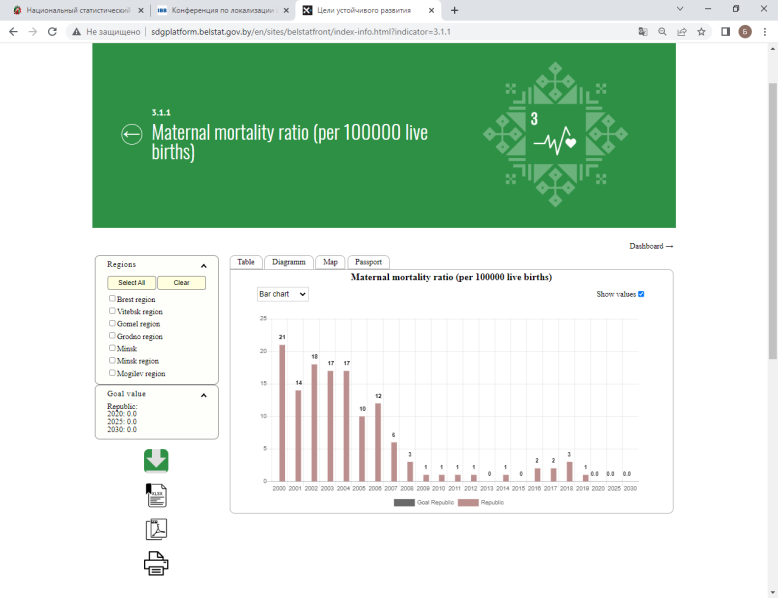 Национальный статистический
Конференция по локализации
Цели устойчивого развития
Не защищено
sdgplatform.belstat.gov.by/en/sites/belstatfront/index-info.html?indicator=3.1.1
Б
3.1.1
Maternal mortality ratio (per 100000 live
births)
3
Dashboard →
Regions
Select All Clear
Brest region
Vitebsk region
Gomel region
Grodno region
Minsk
Minsk region
Mogilev region
Goal value
Republic:
2020: 0.0
2025: 0.0
2030: 0.0
XLSX
Table Diagramm Map Passport
Maternal mortality ratio (per 100000 live births)
Bar chart
Show values
25
20
15
10
5
0
21 14 18 17 17 10 12 6 3 1 1 1 1 0 1 0 2 2 3 1 0.0 0.0 0.0
2000 2001 2002 2003 2004 2005 2006 2007 2008 2009 2010 2011 2012 2013 2014 2015 2016 2017 2018 2019 2020 2025 2030
Goal Republic Republic